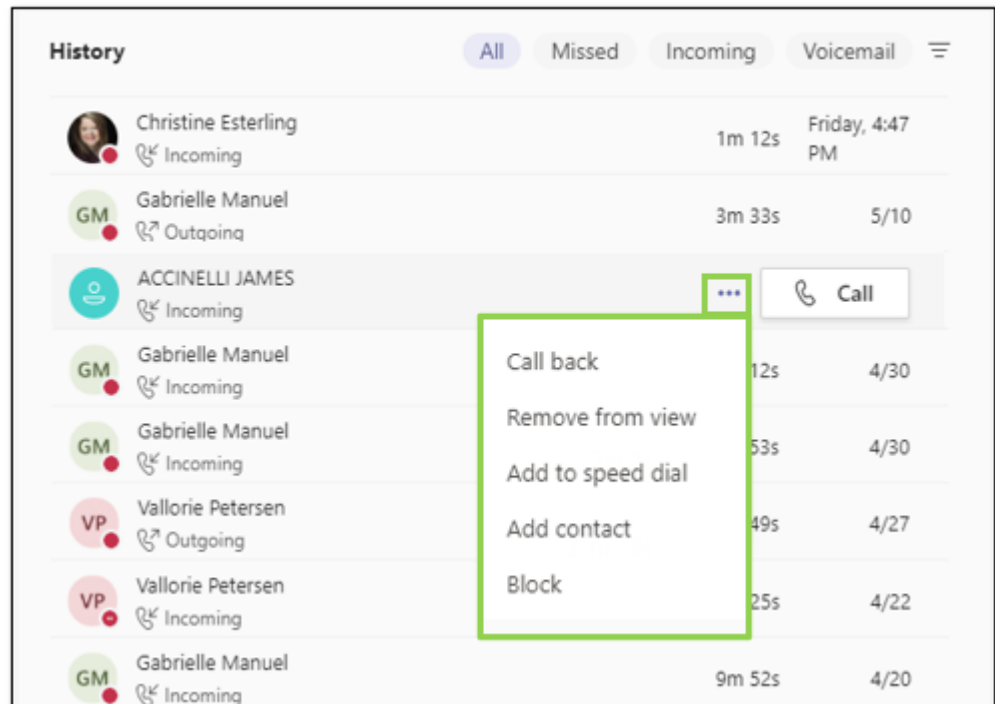 History All Missed Incoming Voicemail
Christine Esterling
Incoming
1m 12s Friday, 4:47
PM
GM Gabrielle Manuel
Outgoing
3m 33s 5/10
ACCINELLI JAMES
Incoming
... Call
Call back
Remove from view
Add to speed dial
Add contact
Block
GM Gabrielle Manuel
Incoming
12s 4/30
GM Gabrielle Manuel
Incoming
53s 4/30
VP Vallorie Petersen
Outgoing
49s 4/27
VP Vallorie Petersen
Incoming
25s 4/22
GM Gabrielle Manuel
Incoming
9m 52s 4/20